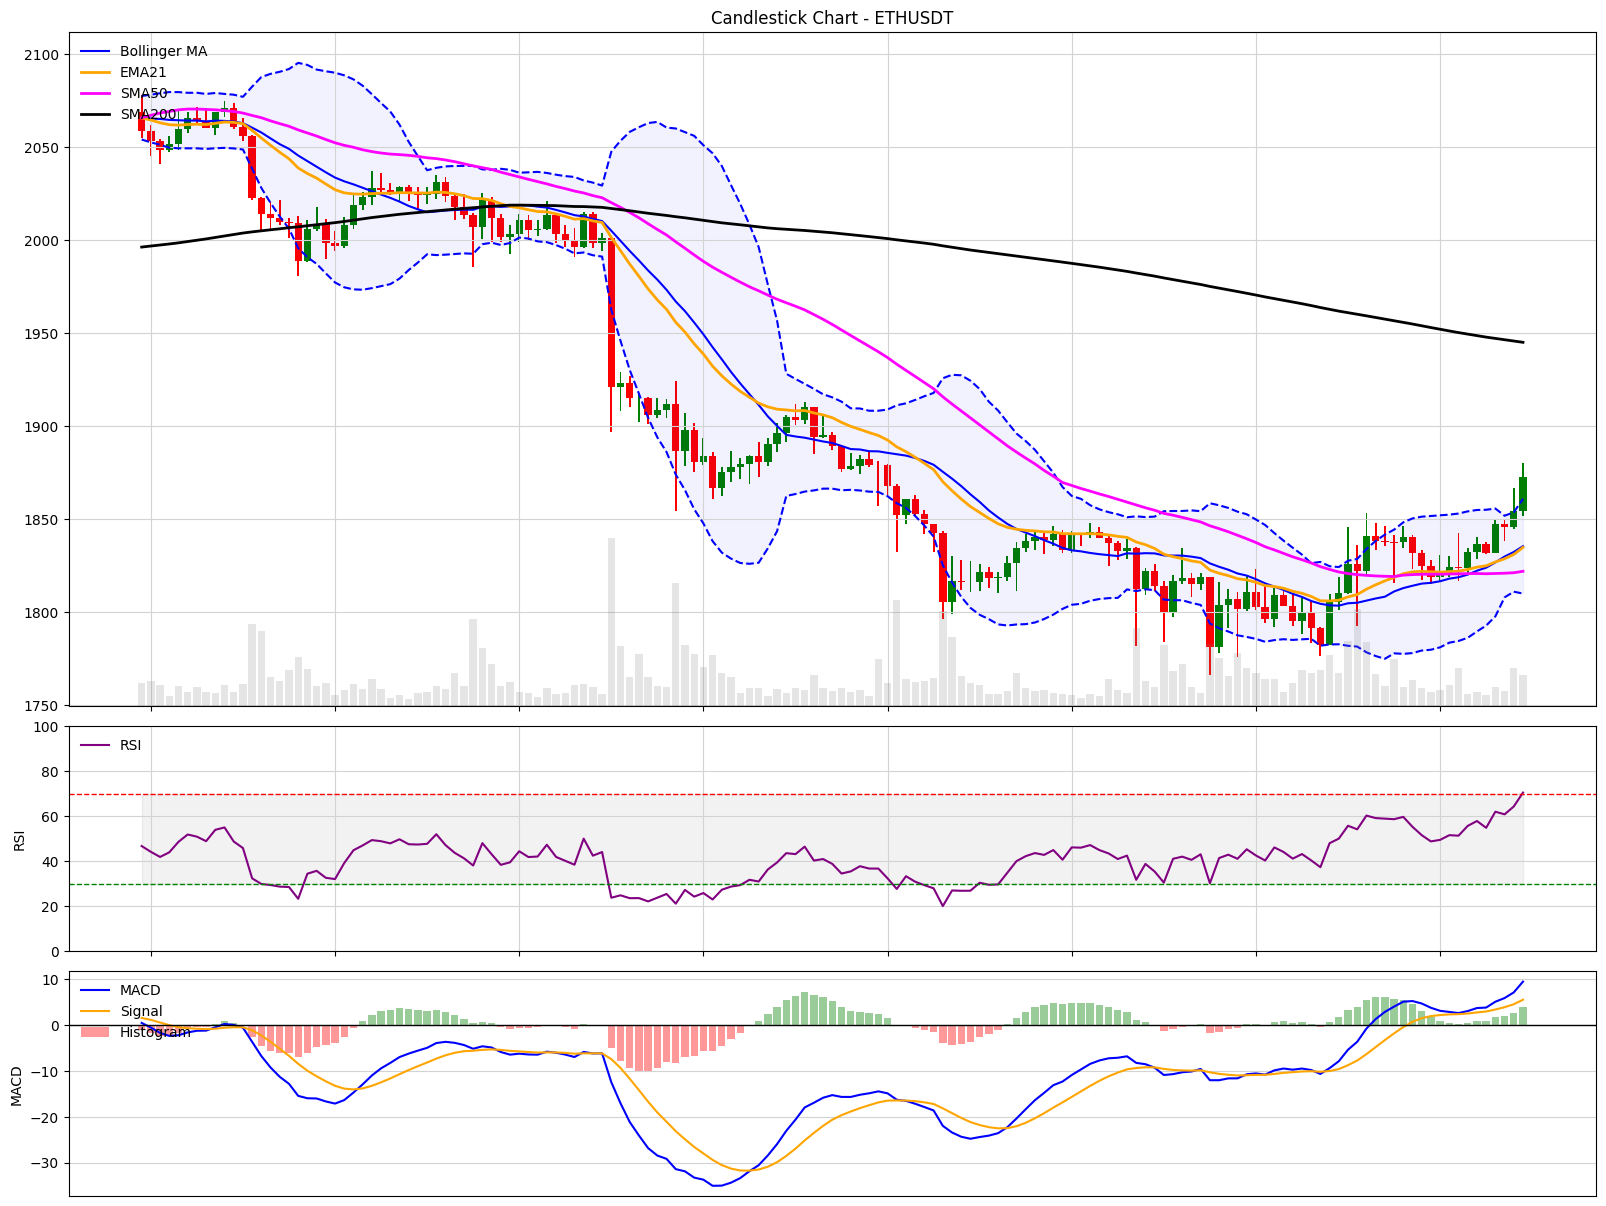 Candlestick Chart - ETHUSDT
Bollinger MA
EMA21
SMA50
SMA200
2100
2050
2000
1950
1900
1850
1800
1750
RSI
RSI
100
80
60
40
20
0
MACD
Signal
Histogram
MACD
10
0
−10
−20
−30